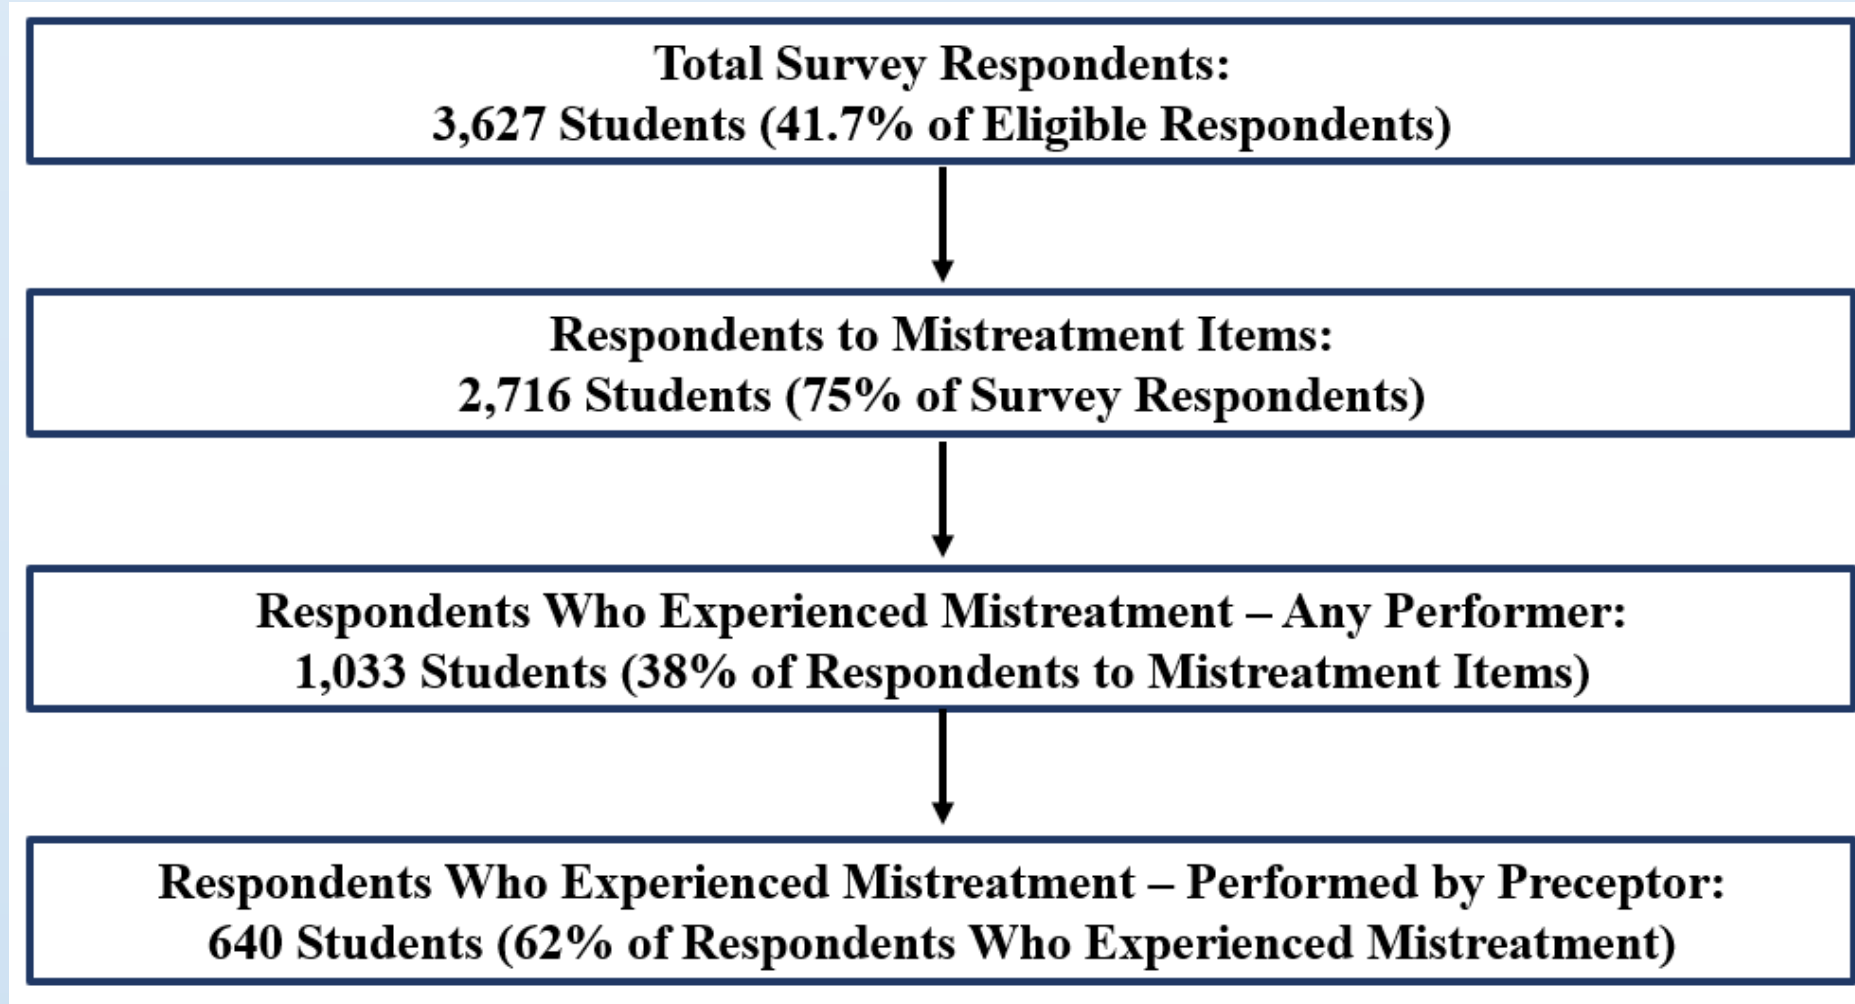 Total Survey Respondents:
3,627 Students (41.7% of Eligible Respondents)
Respondents to Mistreatment Items:
2,716 Students (75% of Survey Respondents)
Respondents Who Experienced Mistreatment – Any Performer:
1,033 Students (38% of Respondents to Mistreatment Items)
Respondents Who Experienced Mistreatment – Performed by Preceptor:
640 Students (62% of Respondents Who Experienced Mistreatment)